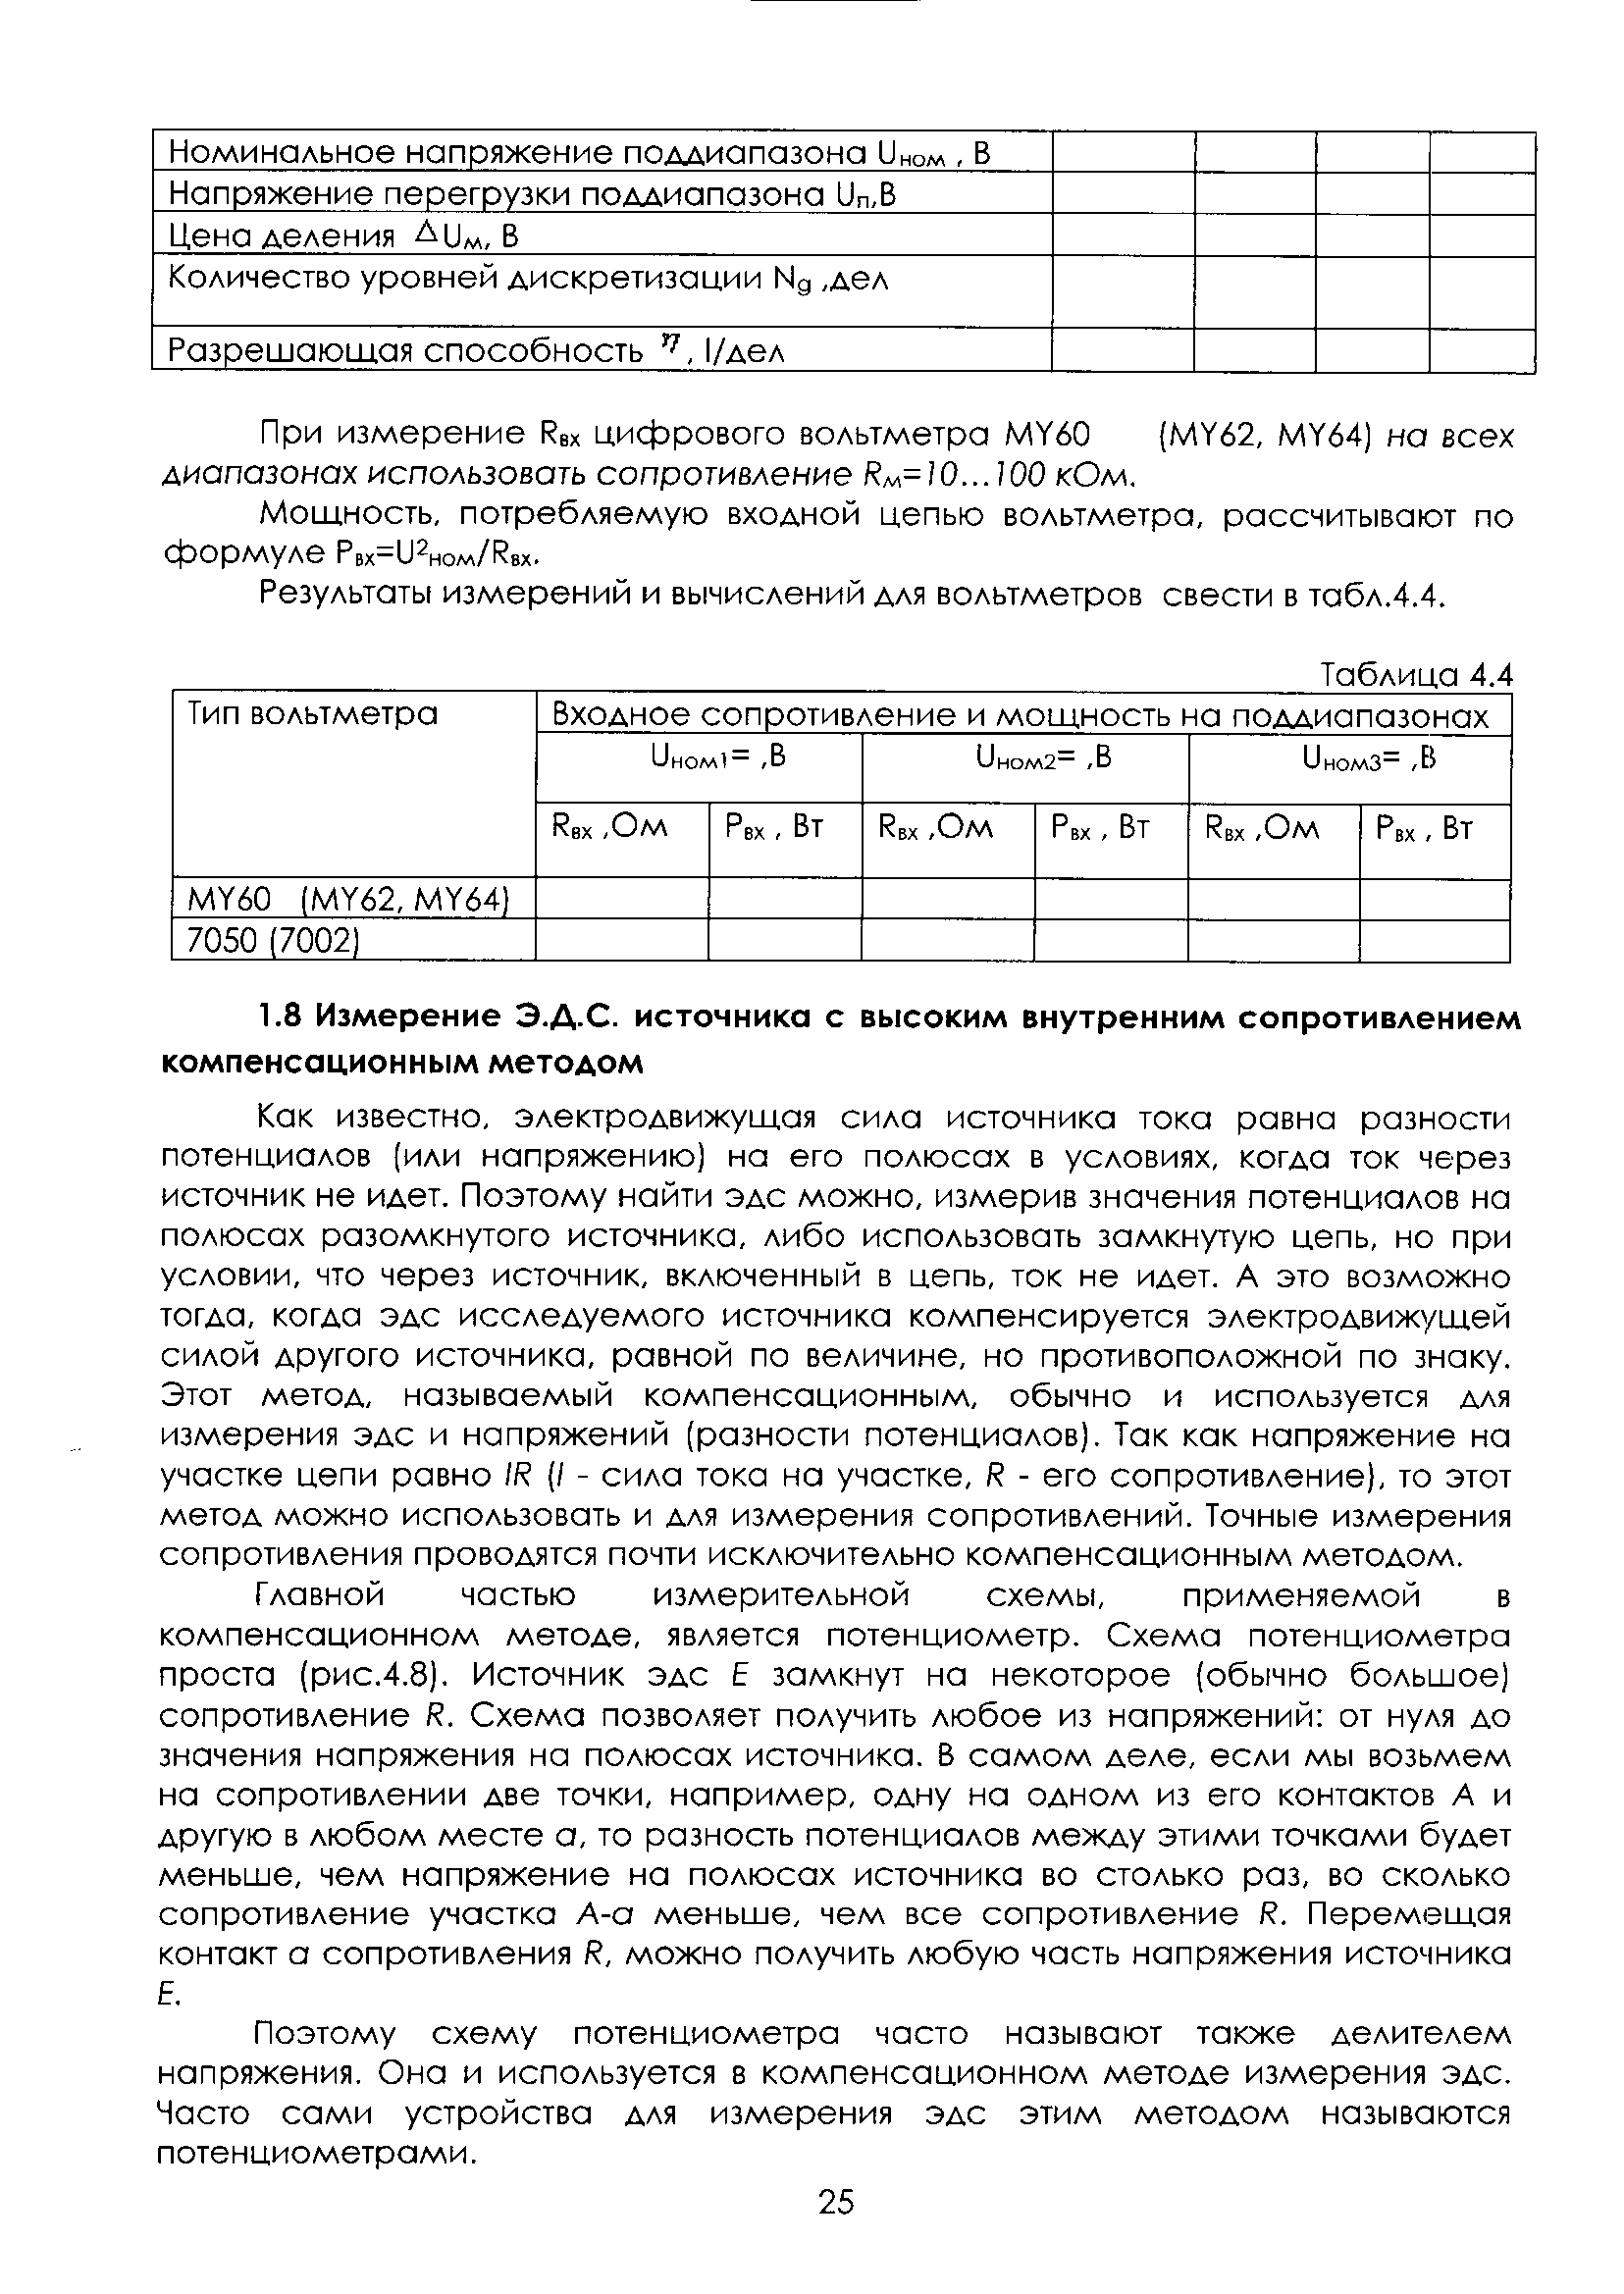 Номинальное напряжение поддиапазона Uном , В
Напряжение перегрузки поддиапазона Uп,В
Цена деления ΔUм, В
Количество уровней дискретизации Ng ,дел
Разрешающая способность η, 1/дел
При измерение Rвх цифрового вольтметра MY60 (MY62, MY64) на всех
диапазонах использовать сопротивление Rм=10...100 кОм.
Мощность, потребляемую входной цепью вольтметра, рассчитывают по
формуле Pвх=U²ном/Rвх.
Результаты измерений и вычислений для вольтметров свести в табл.4.4.
Таблица 4.4
Тип вольтметра Входное сопротивление и мощность на поддиапазонах
Uном1= ,В Uном2= ,В Uном3= ,В
Rвх ,Ом Pвх , Вт Rвх ,Ом Pвх , Вт Rвх ,Ом Pвх , Вт
MY60 (MY62, MY64)
7050 (7002)
1.8 Измерение Э.Д.С. источника с высоким внутренним сопротивлением
компенсационным методом
Как известно, электродвижущая сила источника тока равна разности
потенциалов (или напряжению) на его полюсах в условиях, когда ток через
источник не идет. Поэтому найти эдс можно, измерив значения потенциалов на
полюсах разомкнутого источника, либо использовать замкнутую цепь, но при
условии, что через источник, включенный в цепь, ток не идет. А это возможно
тогда, когда эдс исследуемого источника компенсируется электродвижущей
силой другого источника, равной по величине, но противоположной по знаку.
Этот метод, называемый компенсационным, обычно и используется для
измерения эдс и напряжений (разности потенциалов). Так как напряжение на
участке цепи равно IR (I - сила тока на участке, R - его сопротивление), то этот
метод можно использовать и для измерения сопротивлений. Точные измерения
сопротивления проводятся почти исключительно компенсационным методом.
Главной частью измерительной схемы, применяемой в
компенсационном методе, является потенциометр. Схема потенциометра
проста (рис.4.8). Источник эдс E замкнут на некоторое (обычно большое)
сопротивление R. Схема позволяет получить любое из напряжений: от нуля до
значения напряжения на полюсах источника. В самом деле, если мы возьмем
на сопротивлении две точки, например, одну на одном из его контактов А и
другую в любом месте а, то разность потенциалов между этими точками будет
меньше, чем напряжение на полюсах источника во столько раз, во сколько
сопротивление участка А-а меньше, чем все сопротивление R. Перемещая
контакт а сопротивления R, можно получить любую часть напряжения источника
E.
Поэтому схему потенциометра часто называют также делителем
напряжения. Она и используется в компенсационном методе измерения эдс.
Часто сами устройства для измерения эдс этим методом называются
потенциометрами.
25